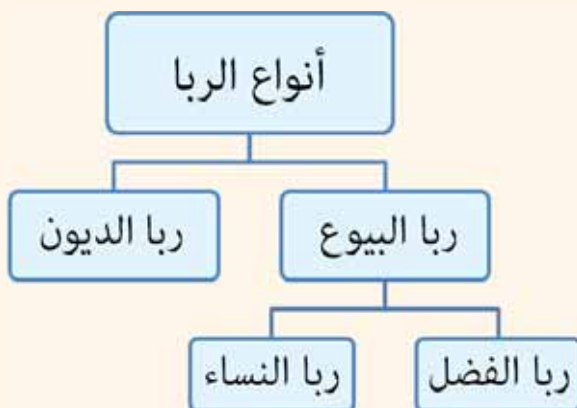 أنواع الربا
ربا البيوع
ربا الديون
ربا الفضل
ربا النساء